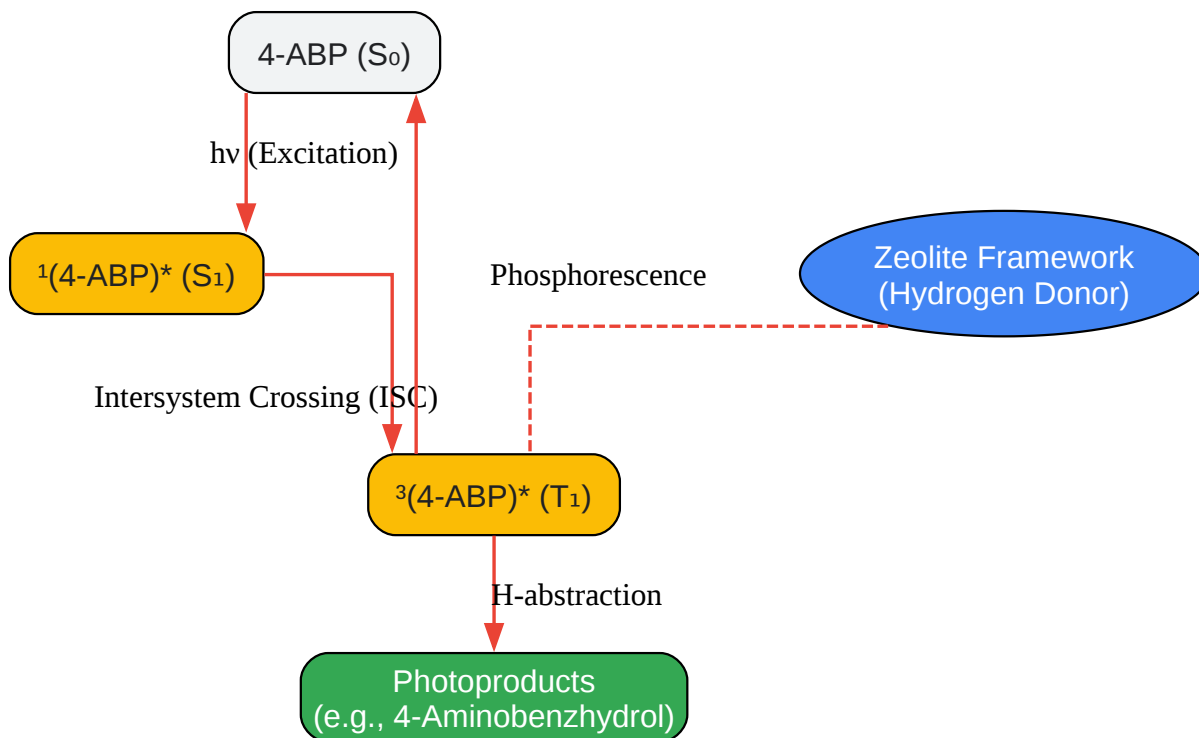 4-ABP (S₀)
hν (Excitation)
¹(4-ABP)* (S₁)
Phosphorescence
Zeolite Framework
(Hydrogen Donor)
Intersystem Crossing (ISC)
³(4-ABP)* (T₁)
H-abstraction
Photoproducts
(e.g., 4-Aminobenzhydrol)